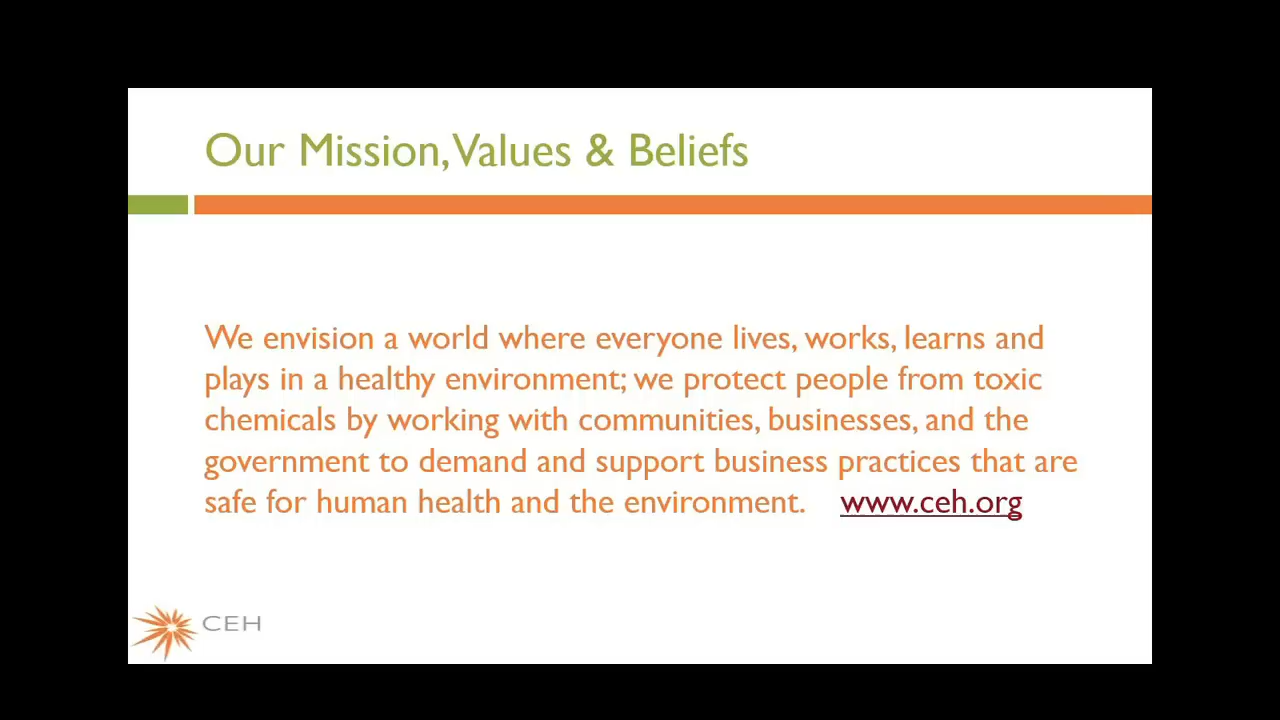 Our Mission, Values & Beliefs
We envision a world where everyone lives, works, learns and
plays in a healthy environment; we protect people from toxic
chemicals by working with communities, businesses, and the
government to demand and support business practices that are
safe for human health and the environment. www.ceh.org
CEH